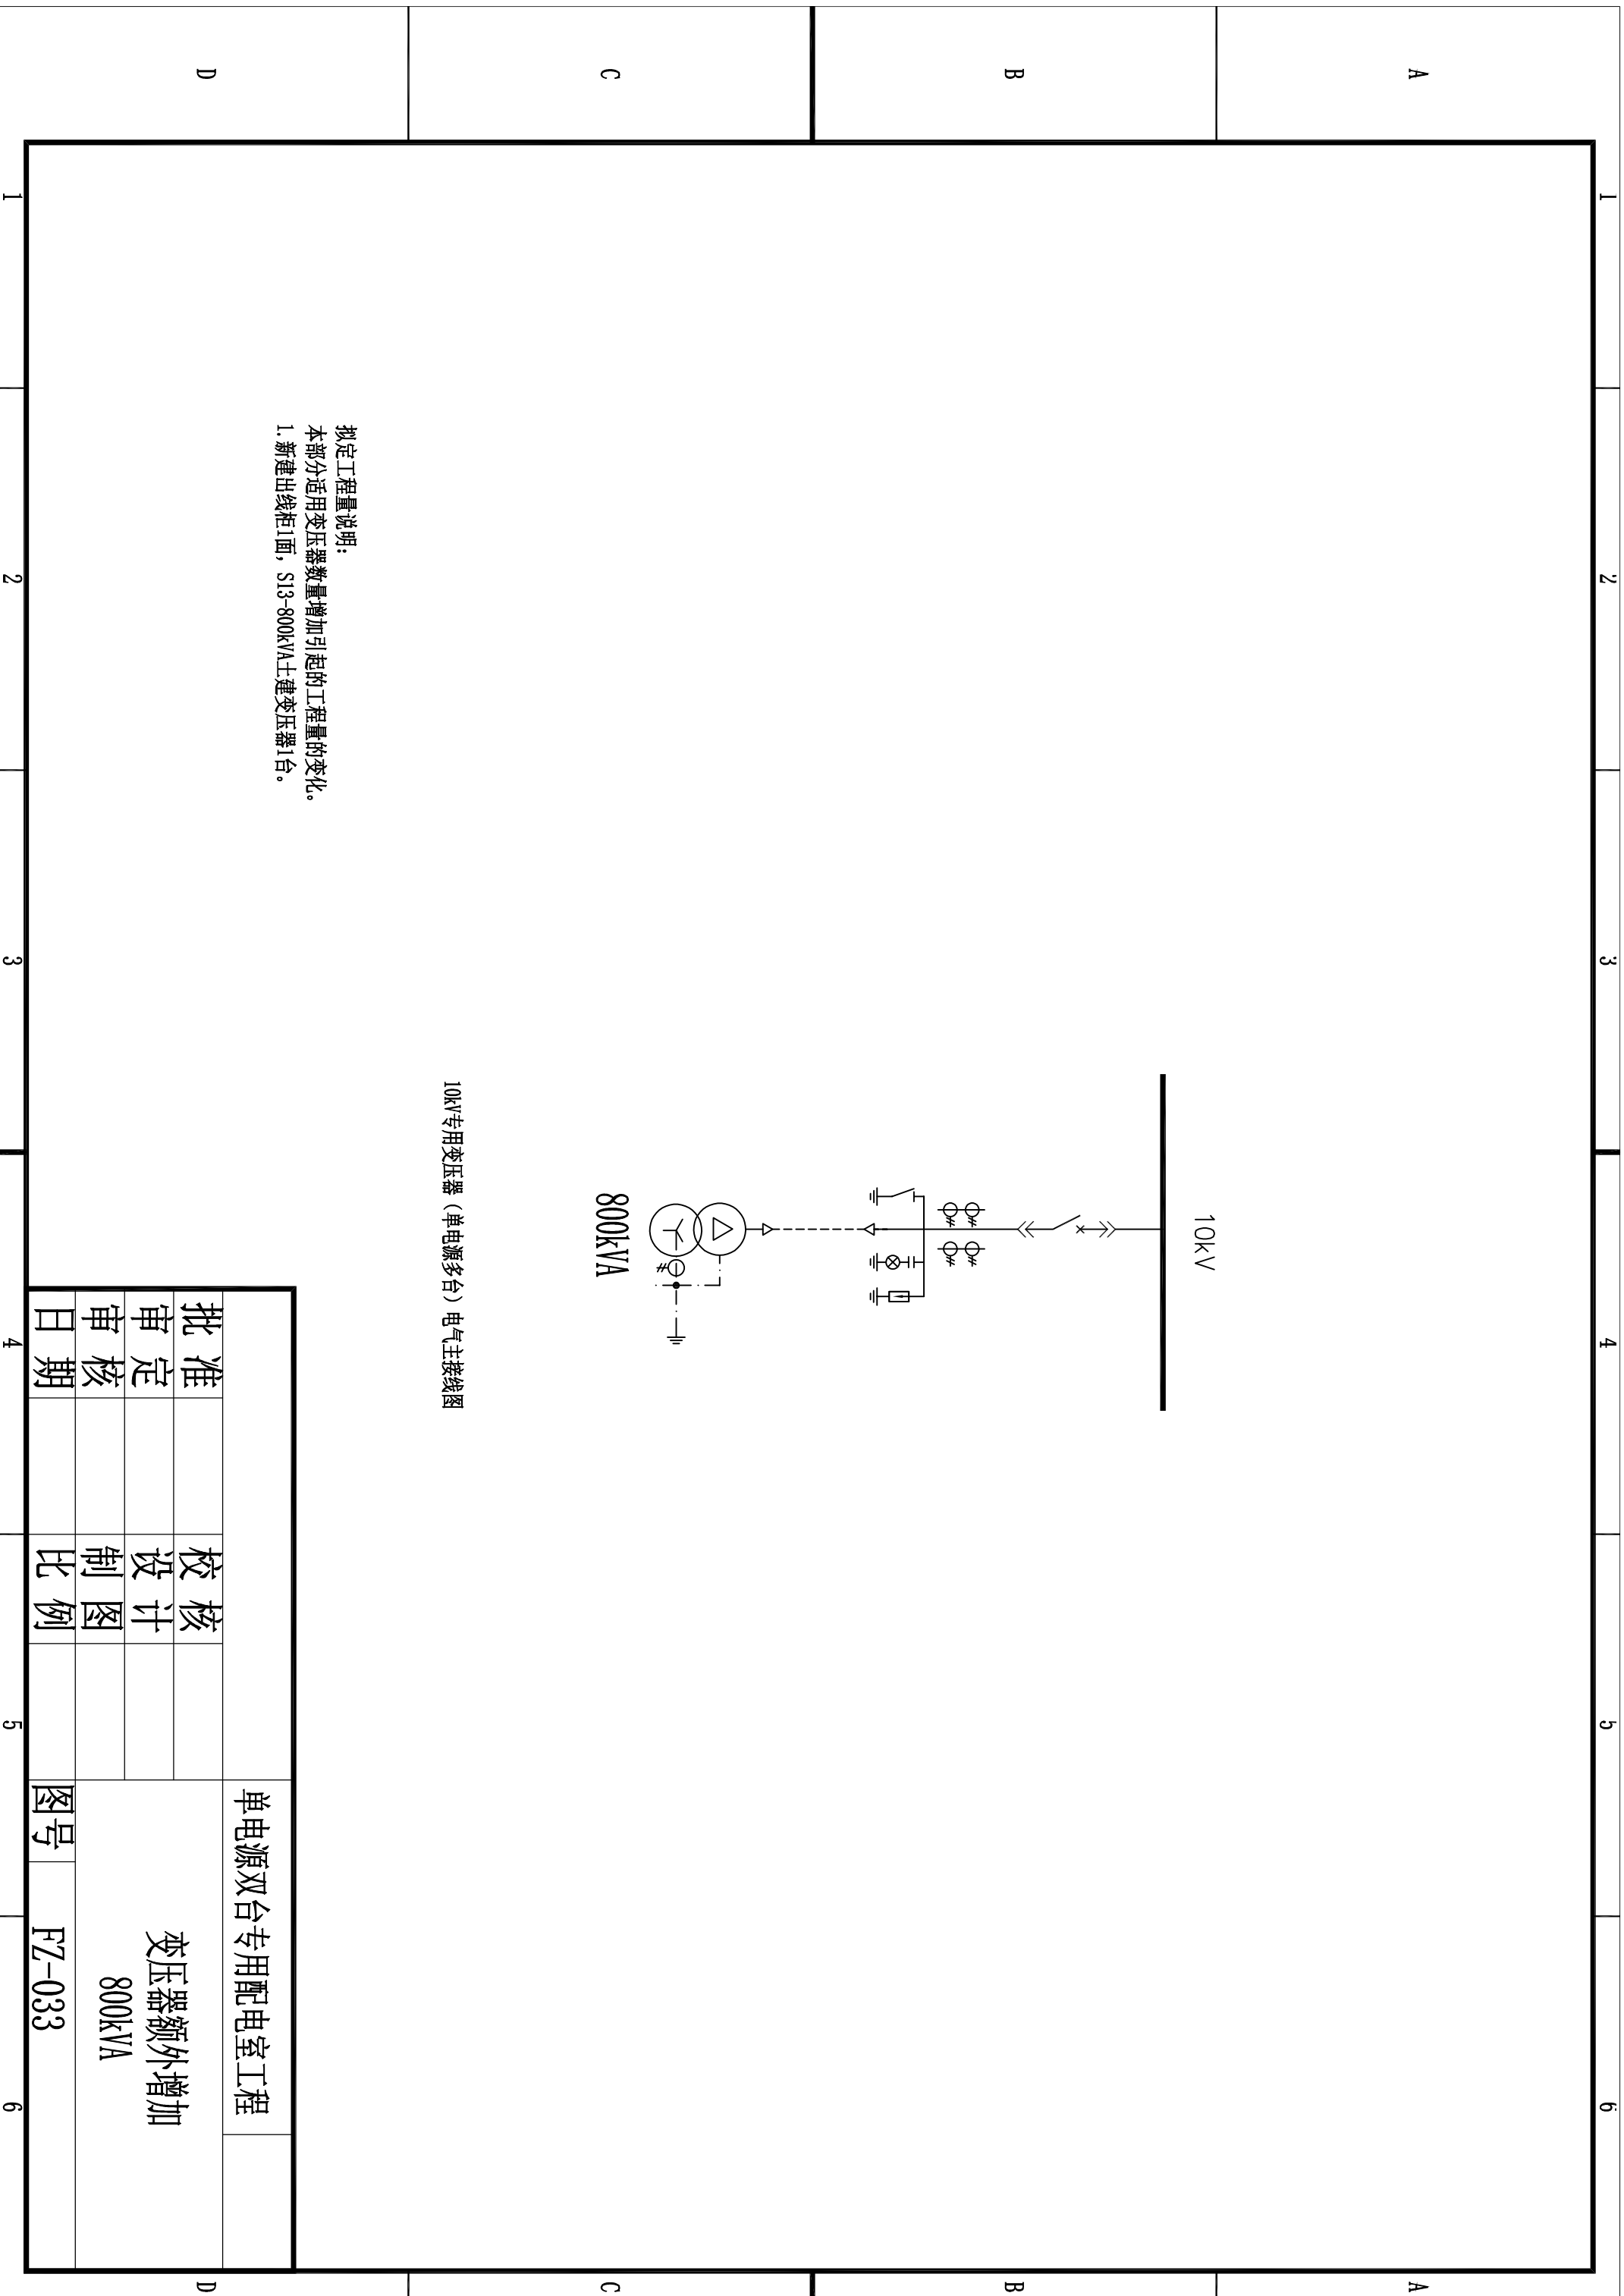 1 2 3 4 5 6
A
A
B
B
C
C
D
D
10kV
800kVA
10kV专用变压器（单电源多台）电气主接线图
拟定工程量说明：
本部分适用变压器数量增加引起的工程量的变化。
1.新建出线柜1面，S13-800kVA土建变压器1台。
单电源双台专用配电室工程
批 准 校 核
审 定 设 计
审 核 制 图
日 期 比 例
变压器额外增加
800kVA
图号 FZ-033
1 2 3 4 5 6